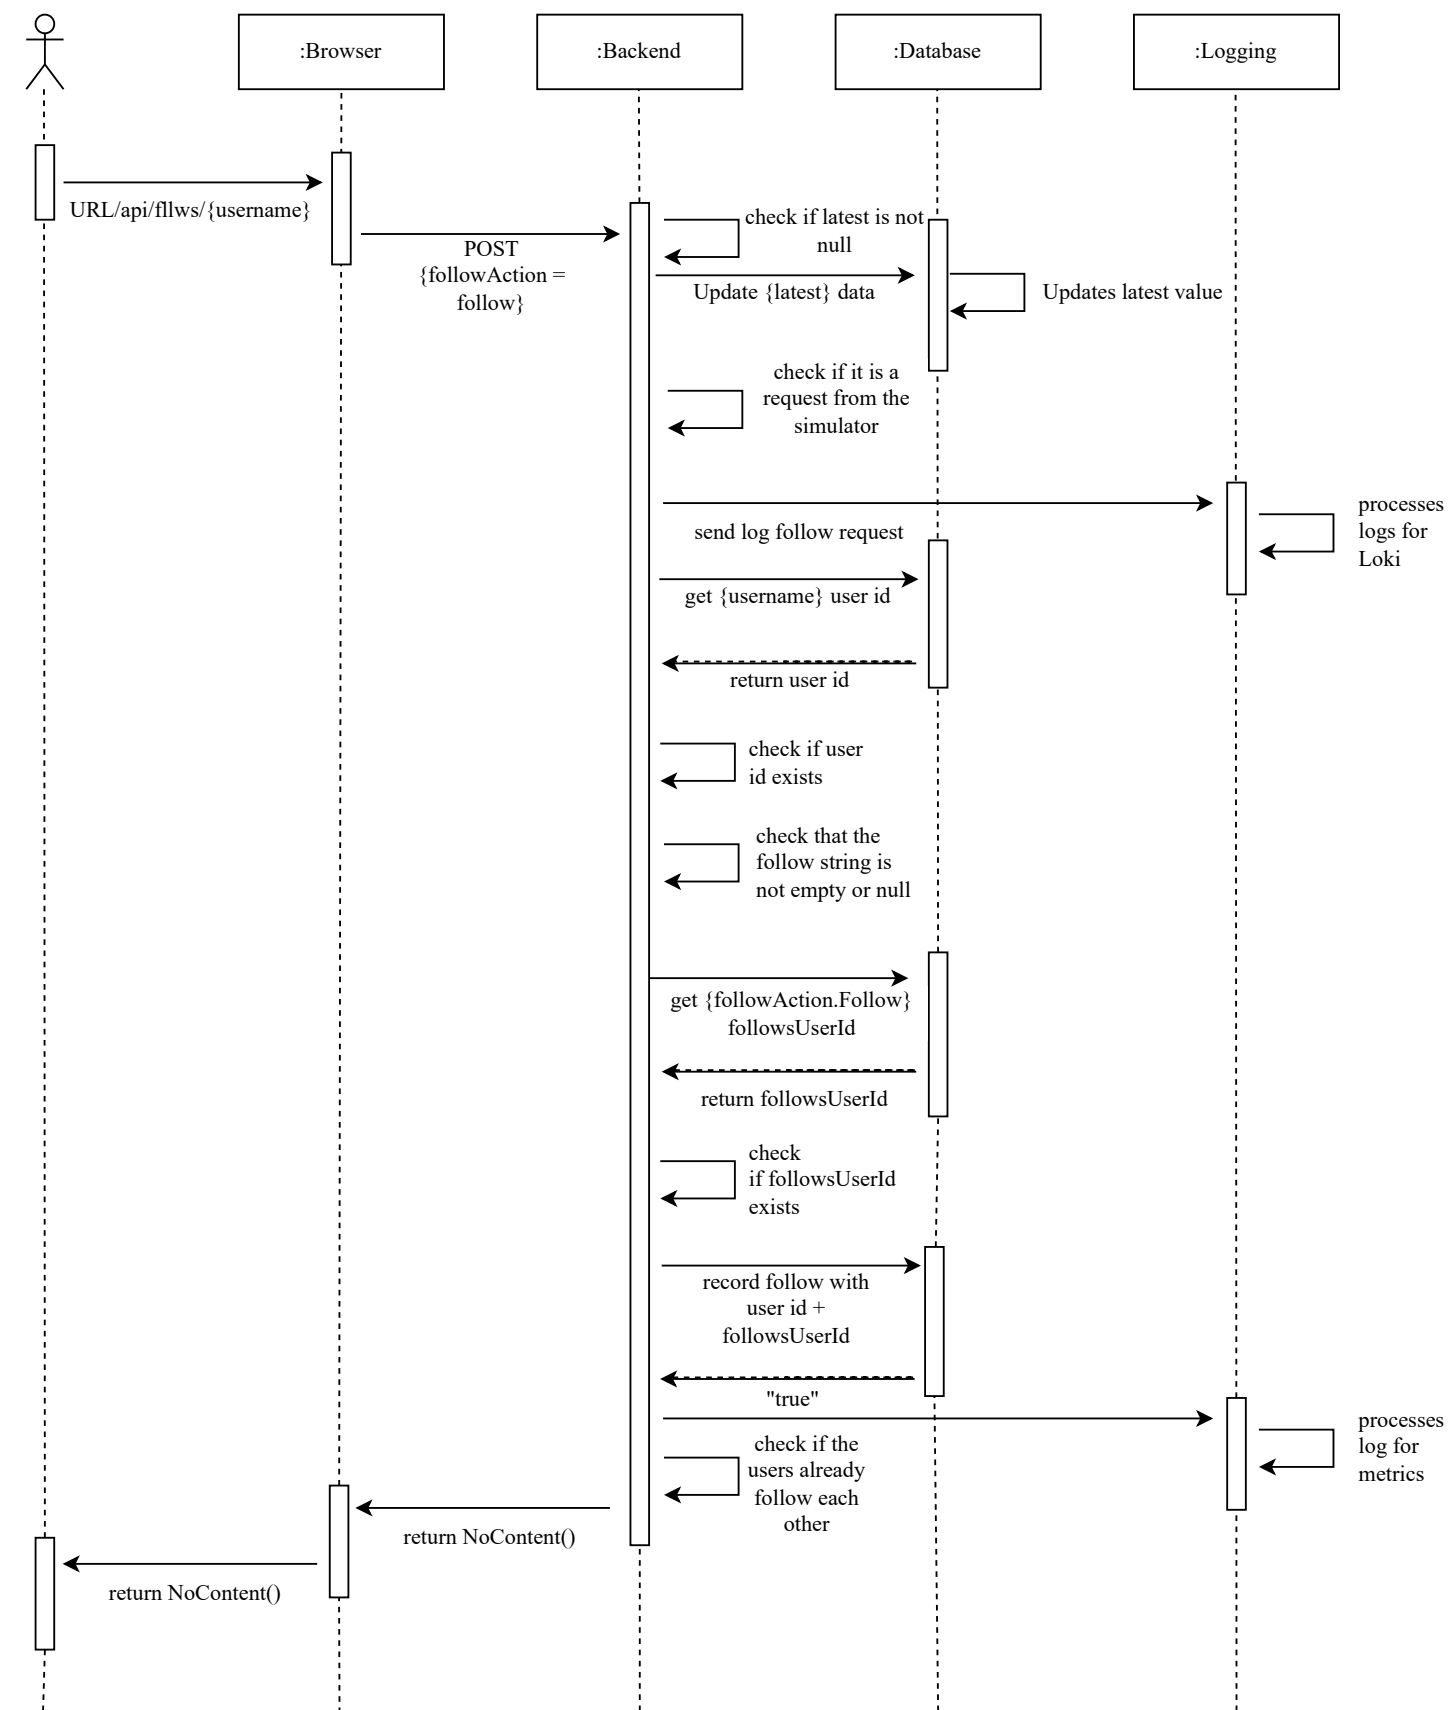 :Browser
:Backend
:Database
:Logging
URL/api/fllws/{username}
POST
{followAction =
follow}
check if latest is not
null
Update {latest} data
Updates latest value
check if it is a
request from the
simulator
send log follow request
processes
logs for
Loki
get {username} user id
return user id
check if user
id exists
check that the
follow string is
not empty or null
get {followAction.Follow}
followsUserId
return followsUserId
check
if followsUserId
exists
record follow with
user id +
followsUserId
"true"
processes
log for
metrics
check if the
users already
follow each
other
return NoContent()
return NoContent()